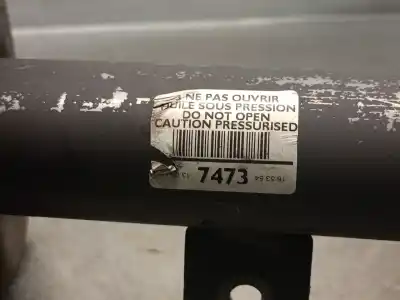 NE PAS OUVRIR
HUILE SOUS PRESSION
DO NOT OPEN
CAUTION PRESSURISED
7473